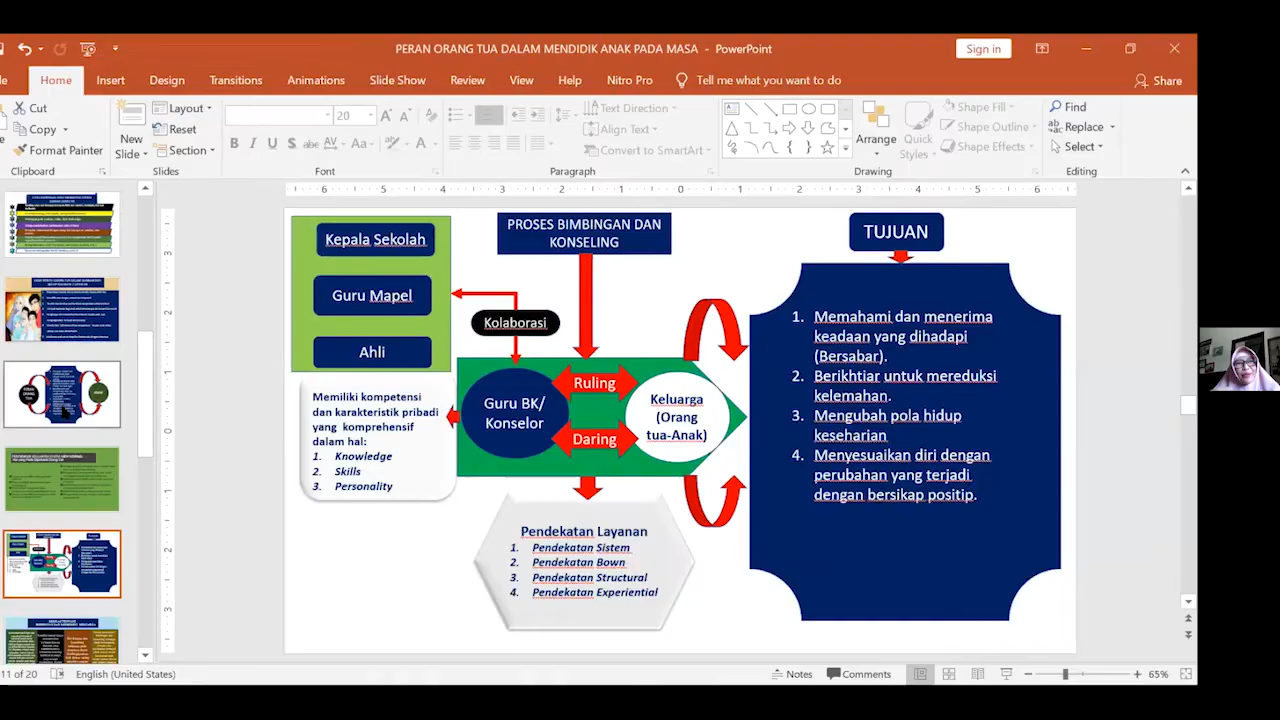 PERAN ORANG TUA DALAM MENDIDIK ANAK PADA MASA - PowerPoint
Sign in
Home Insert Design Transitions Animations Slide Show Review View Help Nitro Pro Tell me what you want to do
Share
Cut
Copy
Format Painter
Clipboard
New
Slide
Layout
Reset
Section
Slides
20
Font
Text Direction
Align Text
Convert to SmartArt
Paragraph
Arrange
Quick
Styles
Shape Fill
Shape Outline
Shape Effects
Drawing
Find
Replace
Select
Editing
Kepala Sekolah
Guru Mapel
Ahli
PROSES BIMBINGAN DAN
KONSELING
Kolaborasi
TUJUAN
Memiliki kompetensi
dan karakteristik pribadi
yang komprehensif
dalam hal:
1. Knowledge
2. Skills
3. Personality
Guru BK/
Konselor
Ruling
Daring
Keluarga
(Orang
tua-Anak)
Pendekatan Layanan
1. Pendekatan Sistem
2. Pendekatan Bown
3. Pendekatan Structural
4. Pendekatan Experiential
1. Memahami dan menerima
keadaan yang dihadapi
(Bersabar).
2. Berikhtiar untuk mereduksi
kelemahan.
3. Mengubah pola hidup
keseharian
4. Menyesuaikan diri dengan
perubahan yang terjadi
dengan bersikap positip.
11 of 20
English (United States)
Notes
Comments
65%